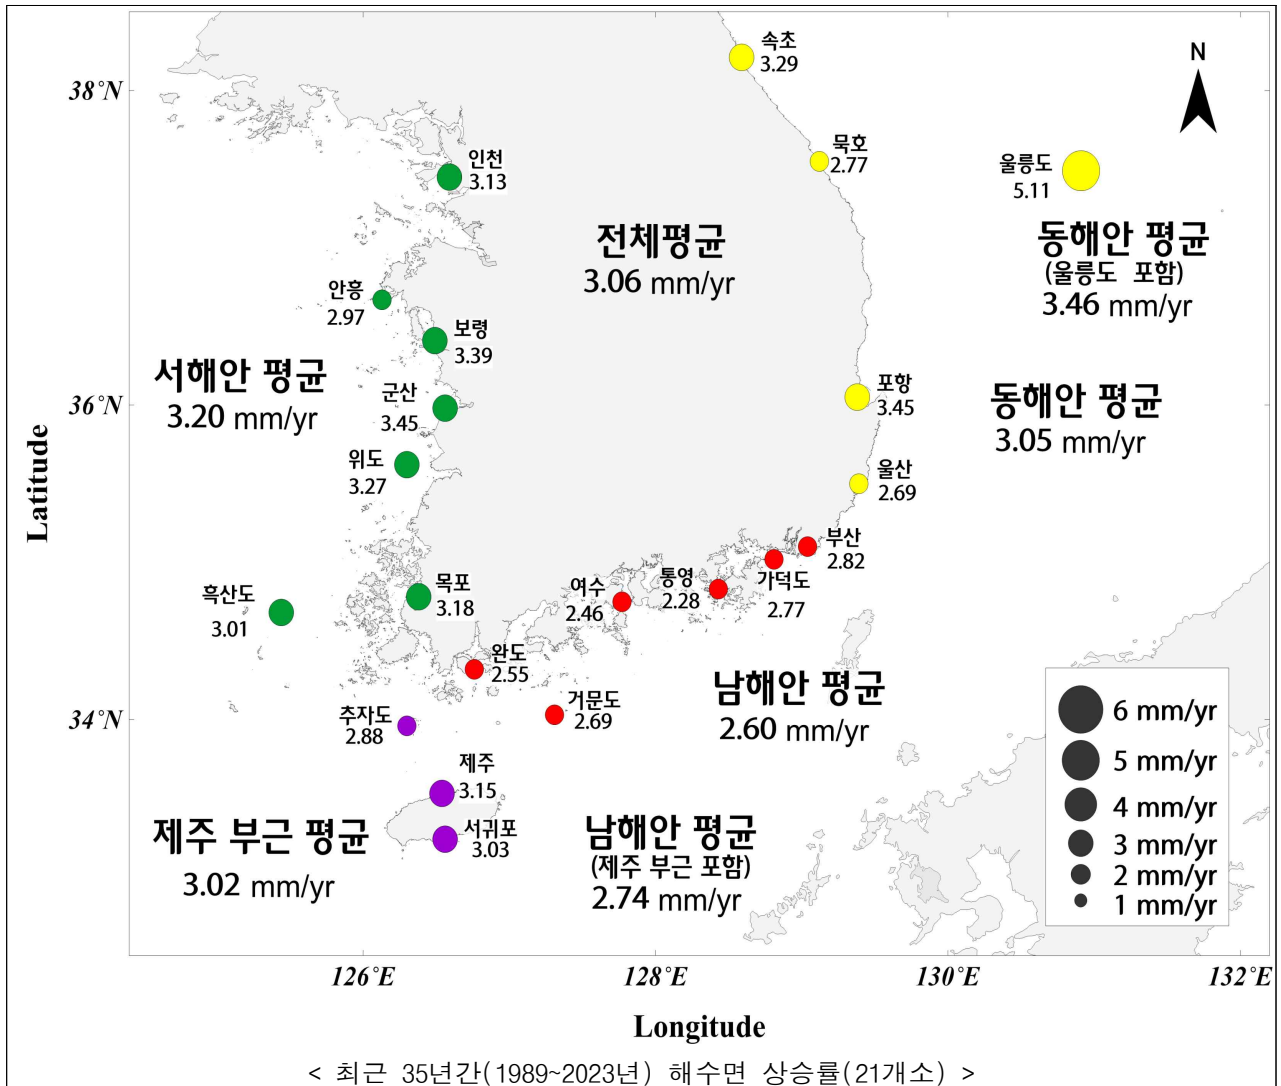 속초
3.29
N
38°N
묵호
2.77
인천
3.13
울릉도
5.11
전체평균
3.06 mm/yr
동해안 평균
(울릉도 포함)
3.46 mm/yr
안흥
2.97
보령
3.39
서해안 평균
3.20 mm/yr
군산
3.45
36°N
포항
3.45
동해안 평균
3.05 mm/yr
위도
3.27
울산
2.69
Latitude
부산
2.82
가덕도
2.77
통영
2.28
여수
2.46
흑산도
3.01
목포
3.18
완도
2.55
거문도
2.69
남해안 평균
2.60 mm/yr
34°N
추자도
2.88
제주
3.15
서귀포
3.03
제주 부근 평균
3.02 mm/yr
남해안 평균
(제주 부근 포함)
2.74 mm/yr
6 mm/yr
5 mm/yr
4 mm/yr
3 mm/yr
2 mm/yr
1 mm/yr
126°E
128°E
130°E
132°E
Longitude
< 최근 35년간(1989~2023년) 해수면 상승률(21개소) >